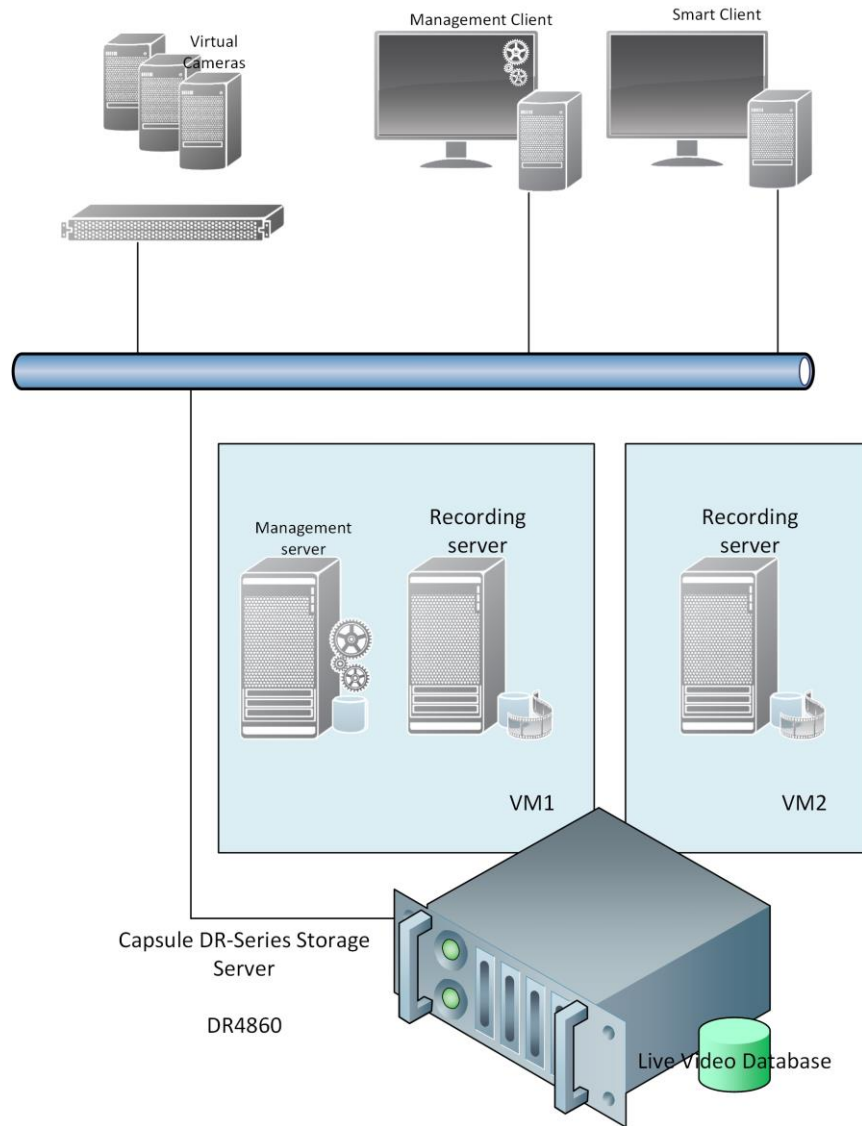 Virtual
Cameras
Management Client
Smart Client
Management
server
Recording
server
Recording
server
VM1
VM2
Capsule DR-Series Storage
Server
DR4860
Live Video Database